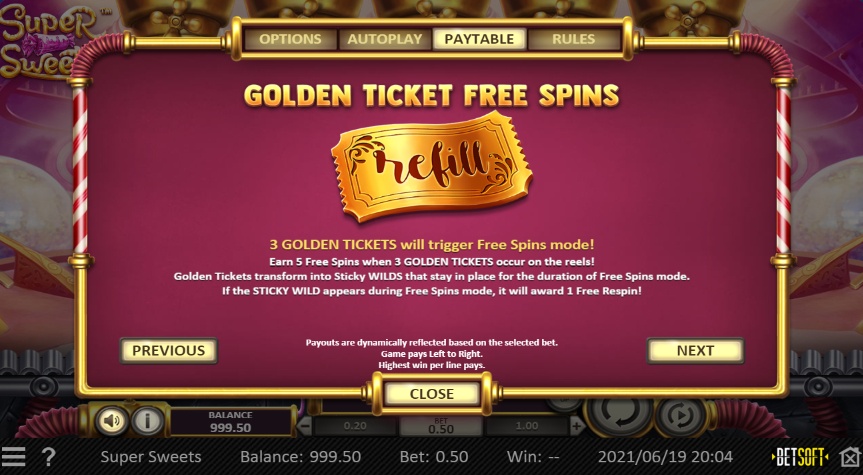 SUPER
SWEETS
TM
OPTIONS
AUTOPLAY
PAYTABLE
RULES
GOLDEN TICKET FREE SPINS
refill
3 GOLDEN TICKETS will trigger Free Spins mode!
Earn 5 Free Spins when 3 GOLDEN TICKETS occur on the reels!
Golden Tickets transform into Sticky WILDS that stay in place for the duration of Free Spins mode.
If the STICKY WILD appears during Free Spins mode, it will award 1 Free Respin!
PREVIOUS
Payouts are dynamically reflected based on the selected bet.
Game pays Left to Right.
Highest win per line pays.
NEXT
CLOSE
BALANCE
999.50
0.20
BET
0.50
1.00
Super Sweets
Balance: 999.50
Bet: 0.50
Win: --
2021/06/19 20:04
BETSOFT